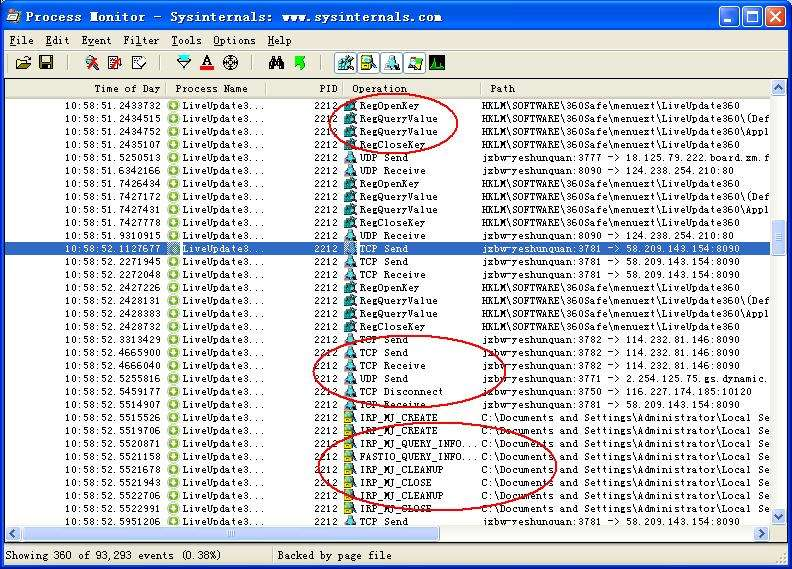 Process Monitor - Sysinternals: www.sysinternals.com
File Edit Event Filter Tools Options Help
Time of Day Process Name PID Operation Path
10:58:51.2433732 LiveUpdate3... 2212 RegOpenKey HKLM\SOFTWARE\360Safe\menuext\LiveUpdate360
10:58:51.2434515 LiveUpdate3... 2212 RegQueryValue HKLM\SOFTWARE\360Safe\menuext\LiveUpdate360\(Def
10:58:51.2434752 LiveUpdate3... 2212 RegQueryValue HKLM\SOFTWARE\360Safe\menuext\LiveUpdate360\Appl
10:58:51.2435107 LiveUpdate3... 2212 RegCloseKey HKLM\SOFTWARE\360Safe\menuext\LiveUpdate360
10:58:51.5250513 LiveUpdate3... 2212 UDP Send jzbw-yeshunquan:3777 -> 18.125.79.222.board.xm.f
10:58:51.6342166 LiveUpdate3... 2212 UDP Receive jzbw-yeshunquan:8090 -> 124.238.254.210:80
10:58:51.7426434 LiveUpdate3... 2212 RegOpenKey HKLM\SOFTWARE\360Safe\menuext\LiveUpdate360
10:58:51.7427172 LiveUpdate3... 2212 RegQueryValue HKLM\SOFTWARE\360Safe\menuext\LiveUpdate360\(Def
10:58:51.7427431 LiveUpdate3... 2212 RegQueryValue HKLM\SOFTWARE\360Safe\menuext\LiveUpdate360\Appl
10:58:51.7427778 LiveUpdate3... 2212 RegCloseKey HKLM\SOFTWARE\360Safe\menuext\LiveUpdate360
10:58:51.9310915 LiveUpdate3... 2212 UDP Receive jzbw-yeshunquan:8090 -> 124.238.254.210:80
10:58:52.1127677 LiveUpdate3... 2212 TCP Send jzbw-yeshunquan:3781 -> 58.209.143.154:8090
10:58:52.2271945 LiveUpdate3... 2212 TCP Send jzbw-yeshunquan:3781 -> 58.209.143.154:8090
10:58:52.2272048 LiveUpdate3... 2212 TCP Receive jzbw-yeshunquan:3781 -> 58.209.143.154:8090
10:58:52.2427226 LiveUpdate3... 2212 RegOpenKey HKLM\SOFTWARE\360Safe\menuext\LiveUpdate360
10:58:52.2428131 LiveUpdate3... 2212 RegQueryValue HKLM\SOFTWARE\360Safe\menuext\LiveUpdate360\(Def
10:58:52.2428383 LiveUpdate3... 2212 RegQueryValue HKLM\SOFTWARE\360Safe\menuext\LiveUpdate360\Appl
10:58:52.2428732 LiveUpdate3... 2212 RegCloseKey HKLM\SOFTWARE\360Safe\menuext\LiveUpdate360
10:58:52.3313429 LiveUpdate3... 2212 TCP Send jzbw-yeshunquan:3782 -> 114.232.81.146:8090
10:58:52.4665900 LiveUpdate3... 2212 TCP Send jzbw-yeshunquan:3782 -> 114.232.81.146:8090
10:58:52.4666040 LiveUpdate3... 2212 TCP Receive jzbw-yeshunquan:3782 -> 114.232.81.146:8090
10:58:52.5255816 LiveUpdate3... 2212 UDP Send jzbw-yeshunquan:3771 -> 2.254.125.75.gs.dynamic.
10:58:52.5459177 LiveUpdate3... 2212 TCP Disconnect jzbw-yeshunquan:3750 -> 116.227.174.185:10120
10:58:52.5514907 LiveUpdate3... 2212 TCP Receive jzbw-yeshunquan:3781 -> 58.209.143.154:8090
10:58:52.5515526 LiveUpdate3... 2212 IRP_MJ_CREATE C:\Documents and Settings\Administrator\Local Se
10:58:52.5519706 LiveUpdate3... 2212 IRP_MJ_CREATE C:\Documents and Settings\Administrator\Local Se
10:58:52.5520871 LiveUpdate3... 2212 IRP_MJ_QUERY_INFO... C:\Documents and Settings\Administrator\Local Se
10:58:52.5521158 LiveUpdate3... 2212 FASTIO_QUERY_INFO... C:\Documents and Settings\Administrator\Local Se
10:58:52.5521678 LiveUpdate3... 2212 IRP_MJ_CLEANUP C:\Documents and Settings\Administrator\Local Se
10:58:52.5521943 LiveUpdate3... 2212 IRP_MJ_CLOSE C:\Documents and Settings\Administrator\Local Se
10:58:52.5522706 LiveUpdate3... 2212 IRP_MJ_CLEANUP C:\Documents and Settings\Administrator\Local Se
10:58:52.5522991 LiveUpdate3... 2212 IRP_MJ_CLOSE C:\Documents and Settings\Administrator\Local Se
10:58:52.5951206 LiveUpdate3... 2212 TCP Send jzbw-yeshunquan:3781 -> 58.209.143.154:8090
Showing 360 of 93,293 events (0.38%) Backed by page file